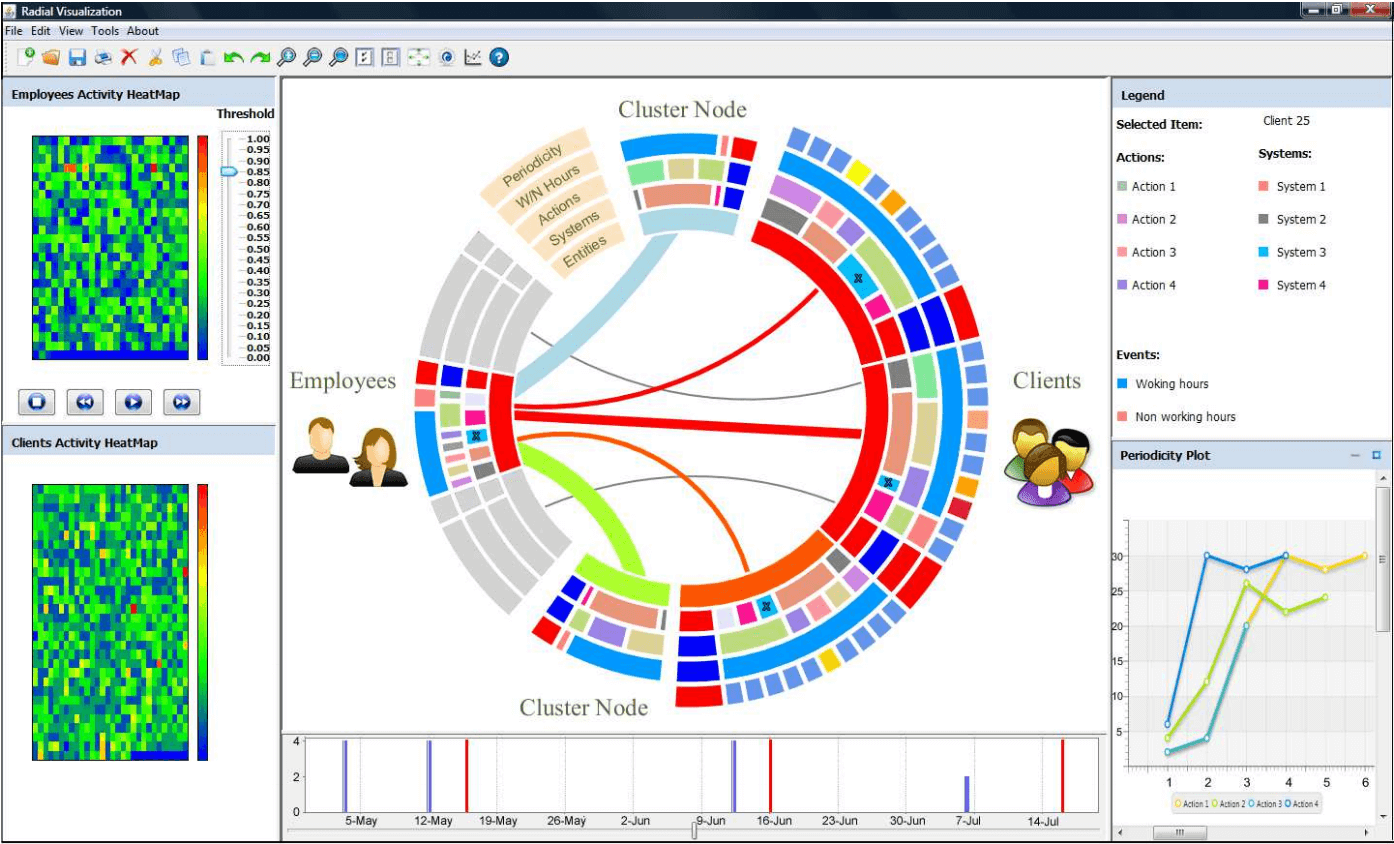 Radial Visualization
File Edit View Tools About
Employees Activity HeatMap
Threshold
1.00
0.95
0.90
0.85
0.80
0.75
0.70
0.65
0.60
0.55
0.50
0.45
0.40
0.35
0.30
0.25
0.20
0.15
0.10
0.05
0.00
Clients Activity HeatMap
Cluster Node
Periodicity
W/N Hours
Actions
Systems
Entities
Employees
Clients
x
x
x
x
Cluster Node
4
2
0
5-May 12-May 19-May 26-May 2-Jun 9-Jun 16-Jun 23-Jun 30-Jun 7-Jul 14-Jul
Legend
Selected Item: Client 25
Actions: Systems:
Action 1 System 1
Action 2 System 2
Action 3 System 3
Action 4 System 4
Events:
Woking hours
Non working hours
Periodicity Plot
30
25
20
15
10
5
1 2 3 4 5 6
Action 1 Action 2 Action 3 Action 4